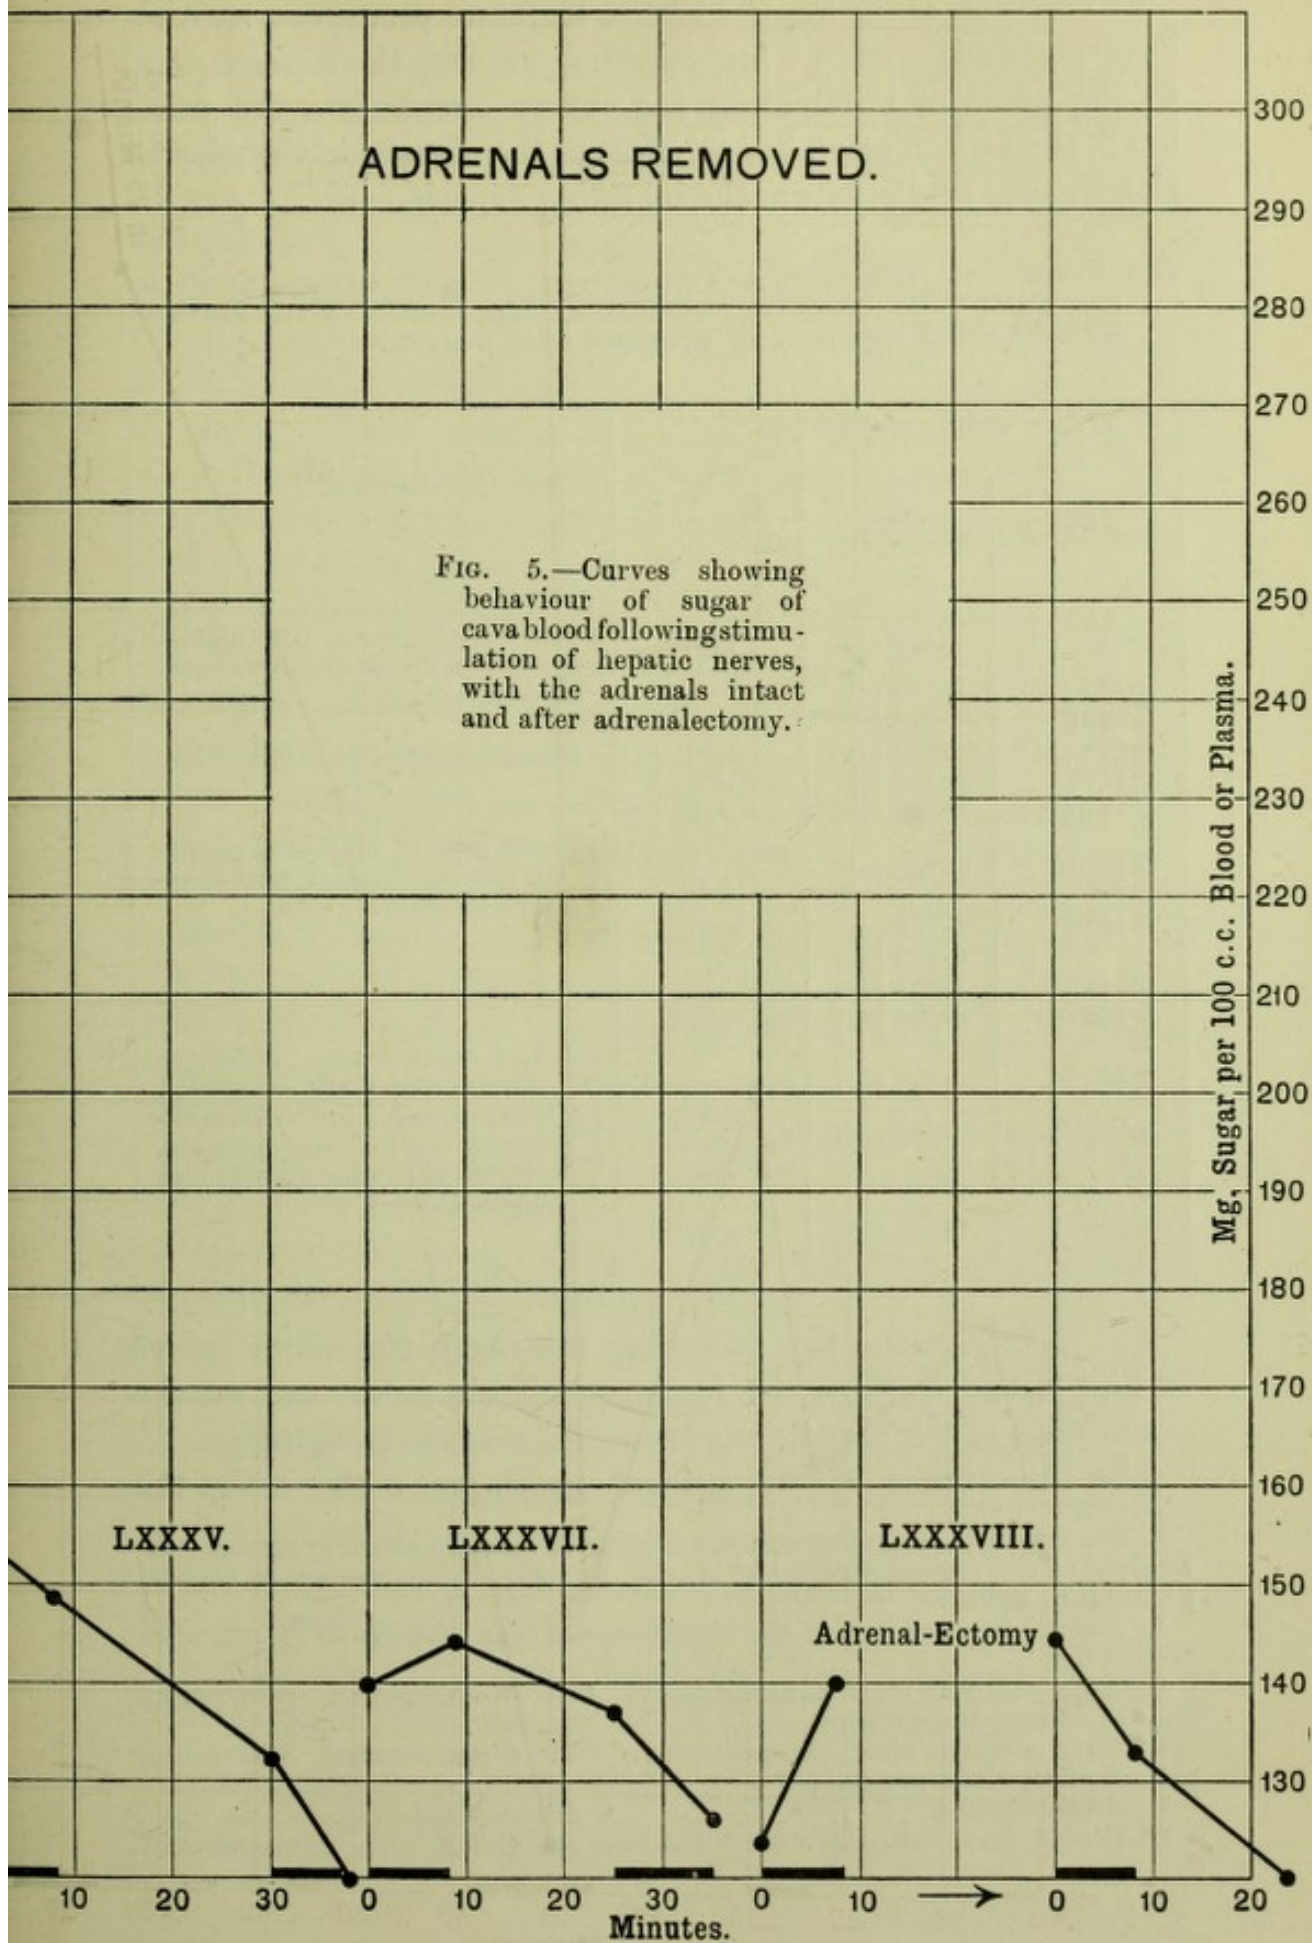 300
ADRENALS REMOVED.
290
280
270
260
FIG. 5.—Curves showing
behaviour of sugar of
cava blood following stimu-
lation of hepatic nerves,
with the adrenals intact
and after adrenalectomy.
250
240
230
220
210
200
190
180
170
160
Mg. Sugar per 100 c.c. Blood or Plasma.
LXXXV. LXXXVII. LXXXVIII.
150
Adrenal-Ectomy
140
130
10 20 30 0 10 20 30 0 10 → 0 10 20
Minutes.